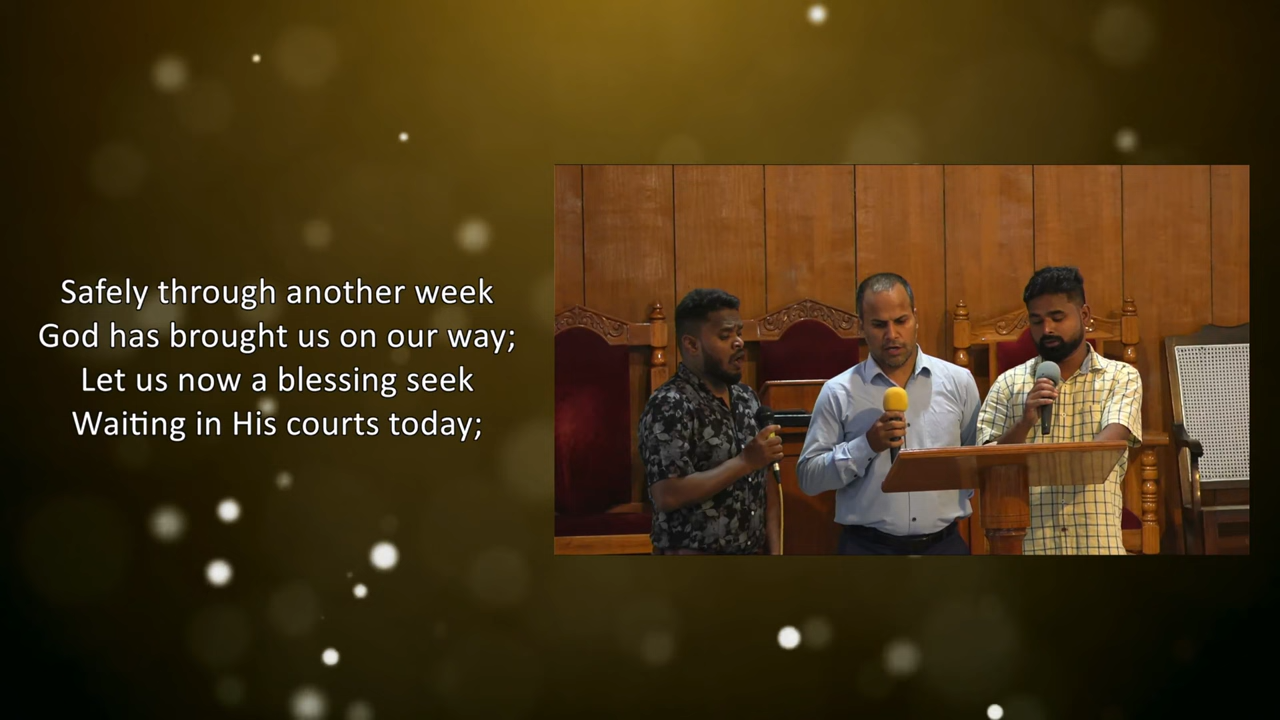 Safely through another week
God has brought us on our way;
Let us now a blessing seek
Waiting in His courts today;